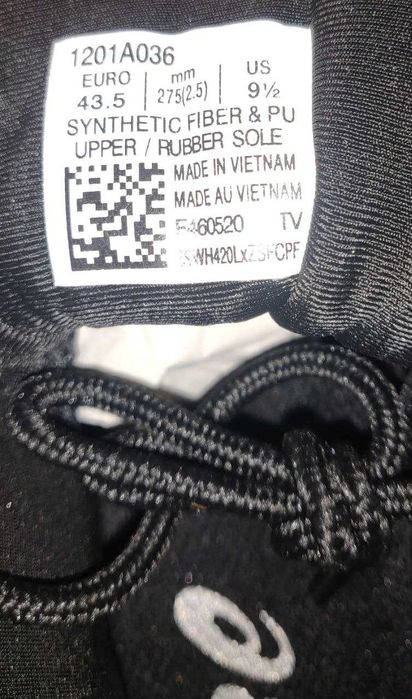 1201A036
EURO mm US
43.5 275(2.5) 9½
SYNTHETIC FIBER & PU
UPPER / RUBBER SOLE
MADE IN VIETNAM
MADE AU VIETNAM
TV